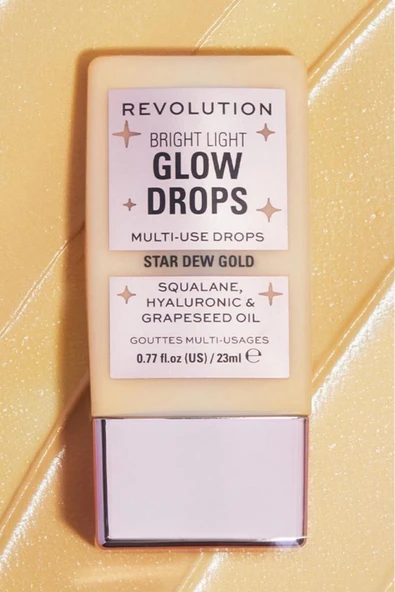 REVOLUTION
BRIGHT LIGHT
GLOW
DROPS
MULTI-USE DROPS
STAR DEW GOLD
SQUALANE,
HYALURONIC &
GRAPESEED OIL
GOUTTES MULTI-USAGES
0.77 fl.oz (US) / 23ml ℮